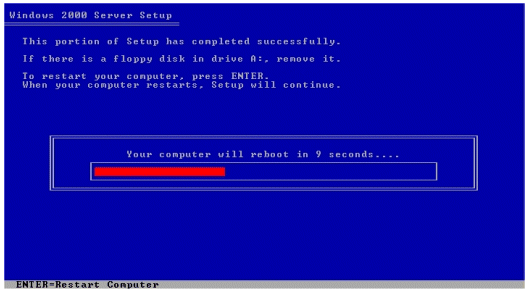 Windows 2000 Server Setup
This portion of Setup has completed successfully.
If there is a floppy disk in drive A:, remove it.
To restart your computer, press ENTER.
When your computer restarts, Setup will continue.
Your computer will reboot in 9 seconds....
ENTER=Restart Computer